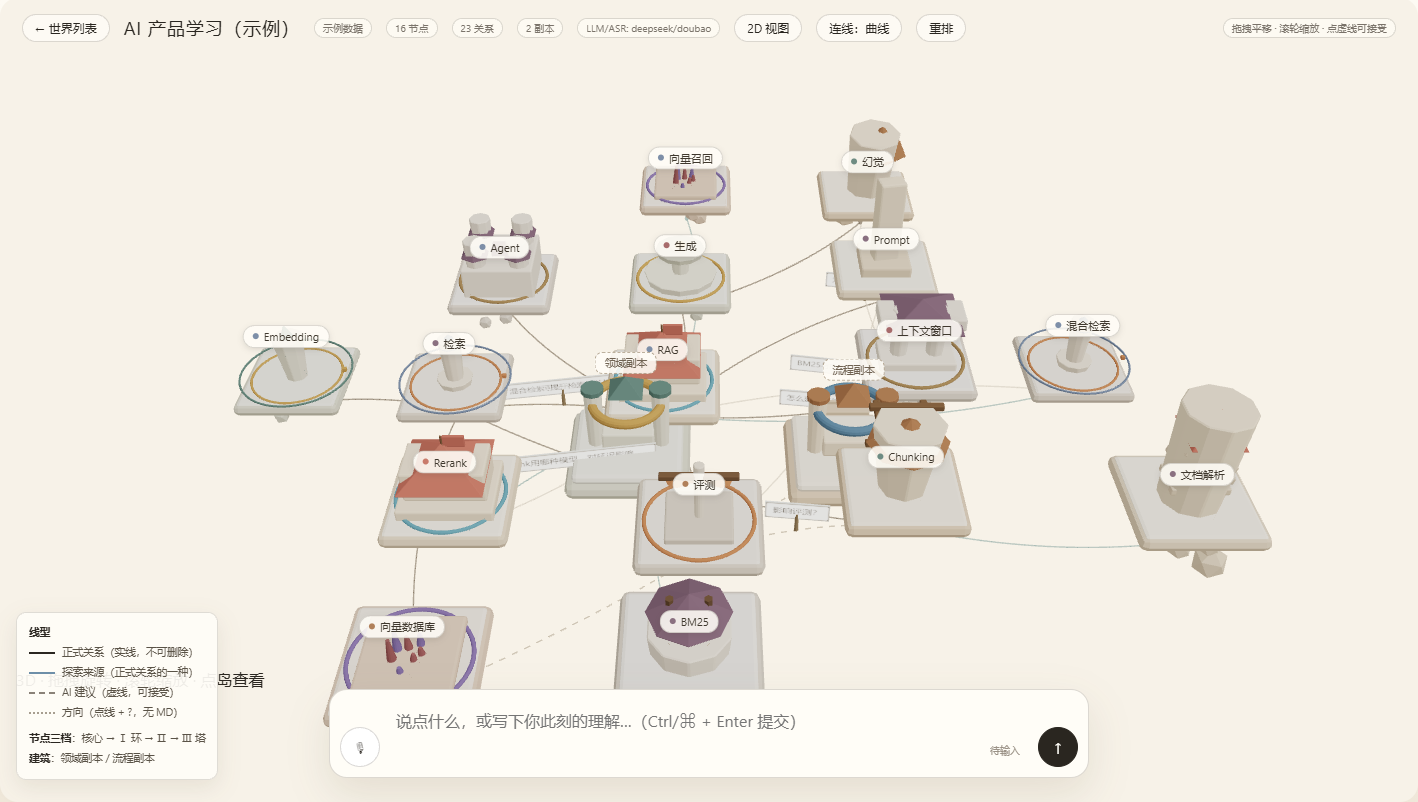 ← 世界列表
AI 产品学习（示例）
示例数据
16 节点
23 关系
2 副本
LLM/ASR: deepseek/doubao
2D 视图
连线：曲线
重排
拖拽平移 · 滚轮缩放 · 点虚线可接受
向量召回
幻觉
Agent
生成
Prompt
Embedding
检索
RAG
上下文窗口
混合检索
领域副本
流程副本
BM25
怎么
Rerank
评测
Chunking
文档解析
向量数据库
BM25
线型
正式关系（实线，不可删除）
探索来源（正式关系的一种）
AI 建议（虚线，可接受）
方向（点线 + ?，无 MD）
节点三档：核心 → Ⅰ 环 → Ⅱ → Ⅲ 塔
建筑：领域副本 / 流程副本
点岛查看
说点什么，或写下你此刻的理解...（Ctrl/⌘ + Enter 提交）
待输入
↑